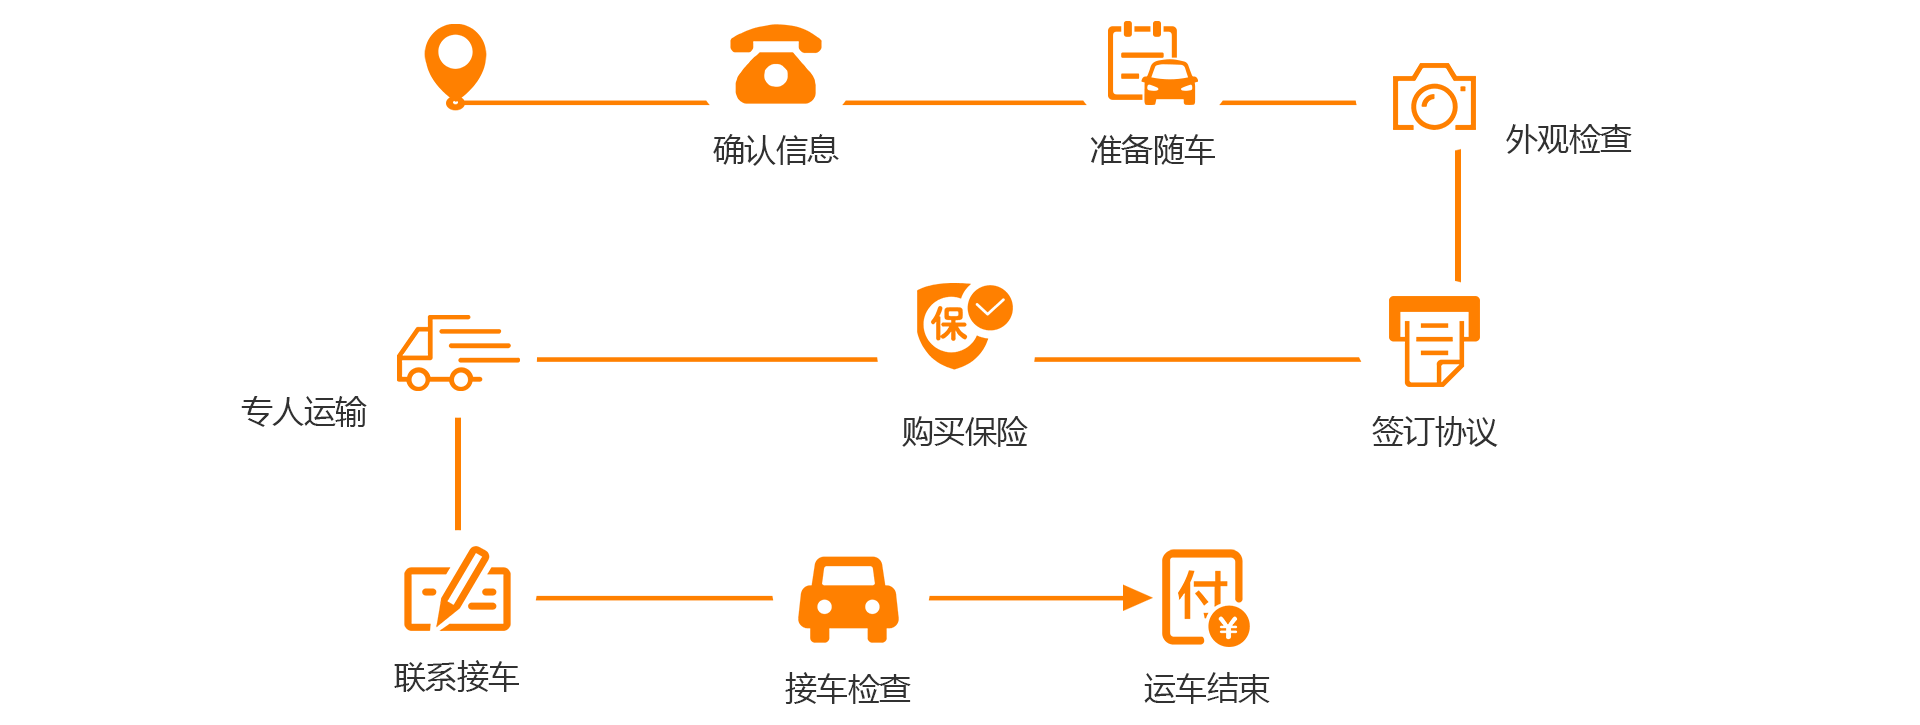 确认信息
准备随车
外观检查
保
专人运输
购买保险
签订协议
付
¥
联系接车
接车检查
运车结束